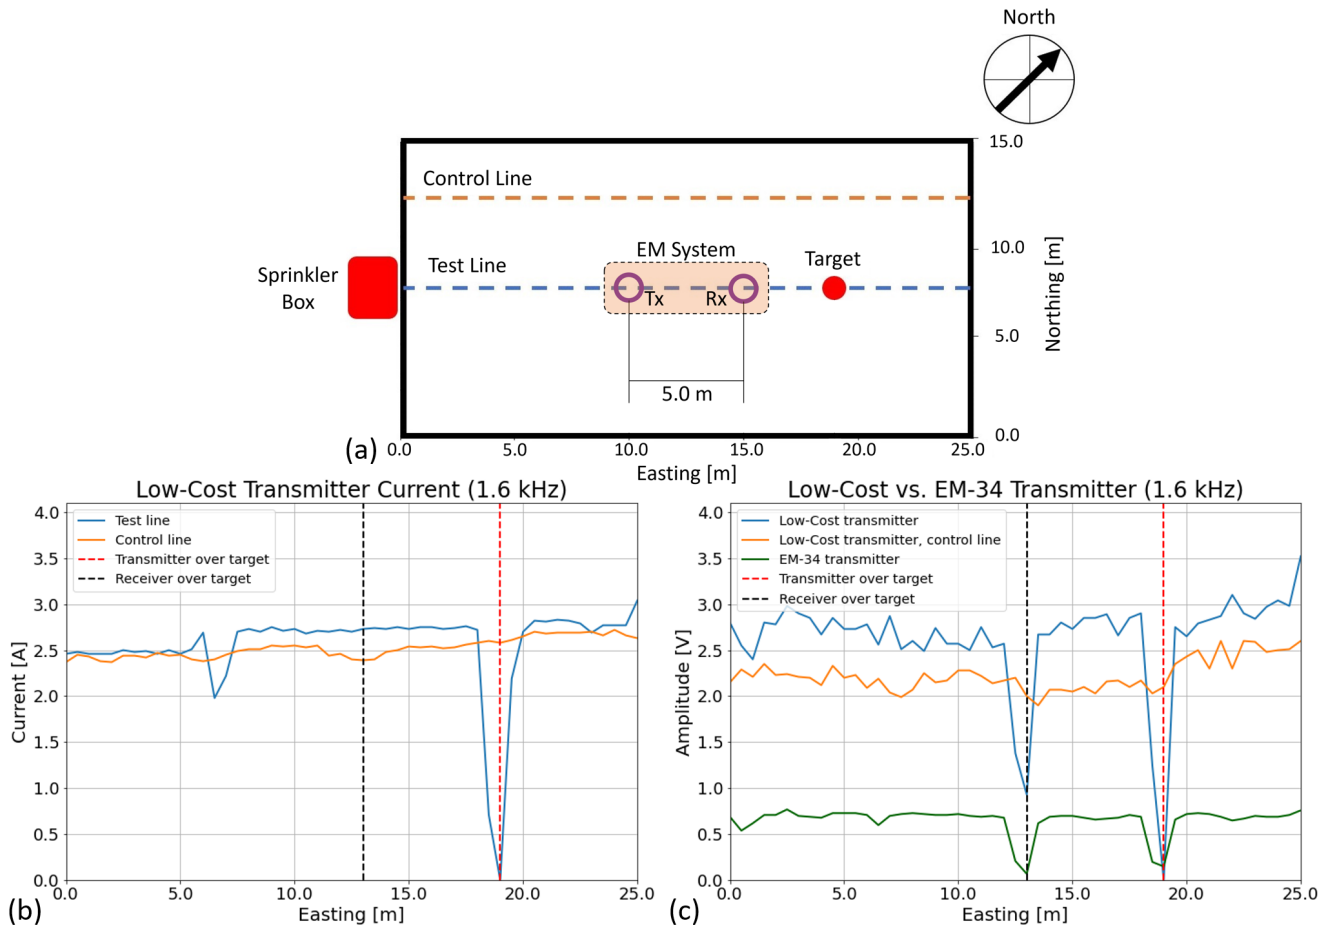 North
15.0
Control Line
10.0
EM System
Target
Test Line
Sprinkler
Box
Tx
Rx
Northing [m]
5.0
5.0 m
0.0
(a)
0.0
5.0
10.0
15.0
20.0
25.0
Easting [m]
Low-Cost Transmitter Current (1.6 kHz)
4.0
3.5
3.0
2.5
2.0
1.5
1.0
0.5
0.0
Current [A]
Test line
Control line
Transmitter over target
Receiver over target
0.0
5.0
10.0
15.0
20.0
25.0
(b)
Easting [m]
Low-Cost vs. EM-34 Transmitter (1.6 kHz)
4.0
3.5
3.0
2.5
2.0
1.5
1.0
0.5
0.0
Amplitude [V]
Low-Cost transmitter
Low-Cost transmitter, control line
EM-34 transmitter
Transmitter over target
Receiver over target
0.0
5.0
10.0
15.0
20.0
25.0
(c)
Easting [m]